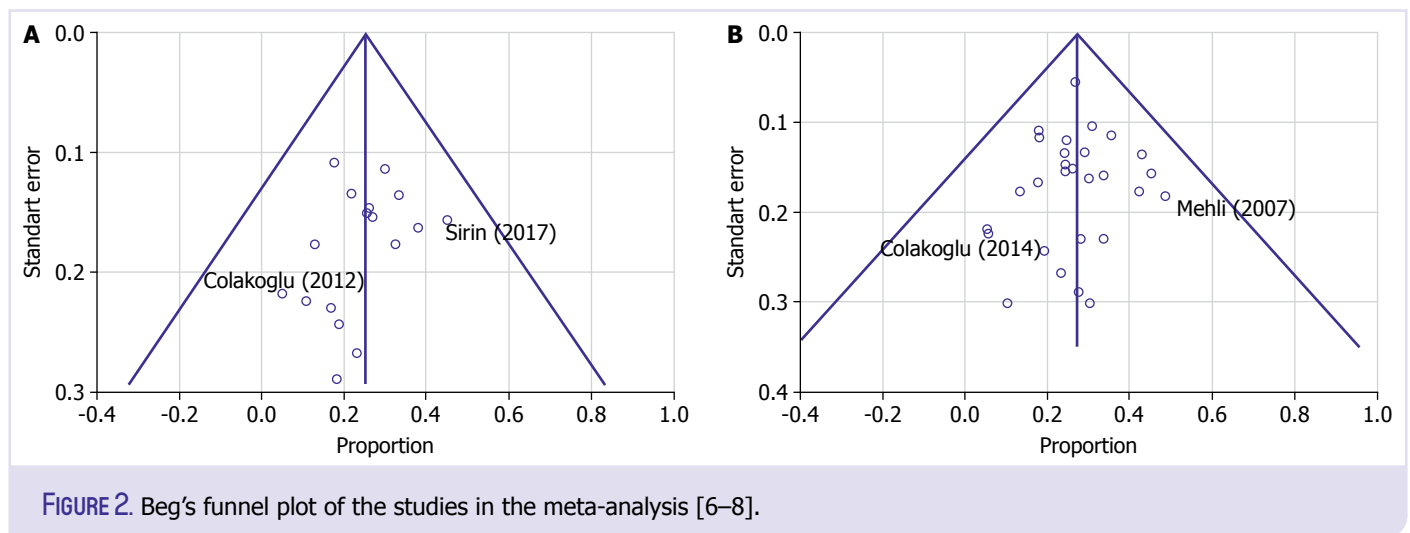 A
0.0
0.1
0.2
0.3
Standart error
Sirin (2017)
Colakoglu (2012)
-0.4 -0.2 0.0 0.2 0.4 0.6 0.8 1.0
Proportion
B
0.0
0.1
0.2
0.3
0.4
Standart error
Mehli (2007)
Colakoglu (2014)
-0.4 -0.2 0.0 0.2 0.4 0.6 0.8 1.0
Proportion
FIGURE 2. Beg’s funnel plot of the studies in the meta-analysis [6–8].